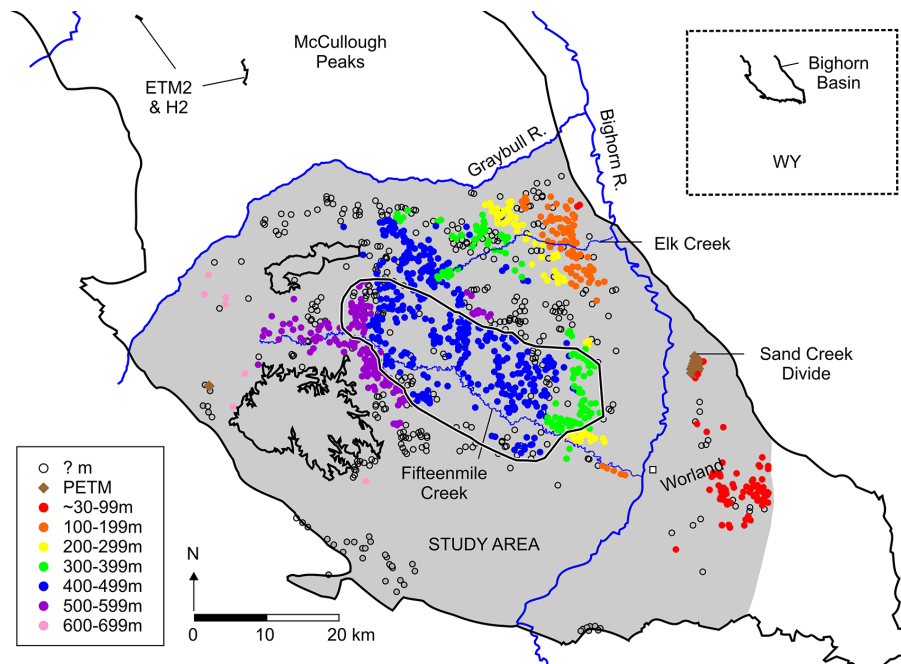 McCullough
Peaks
ETM2
& H2
Graybull R.
Bighorn R.
Bighorn
Basin
WY
Elk Creek
Sand Creek
Divide
Worland
Fifteenmile
Creek
STUDY AREA
? m
PETM
~30-99m
100-199m
200-299m
300-399m
400-499m
500-599m
600-699m
N
0 10 20 km